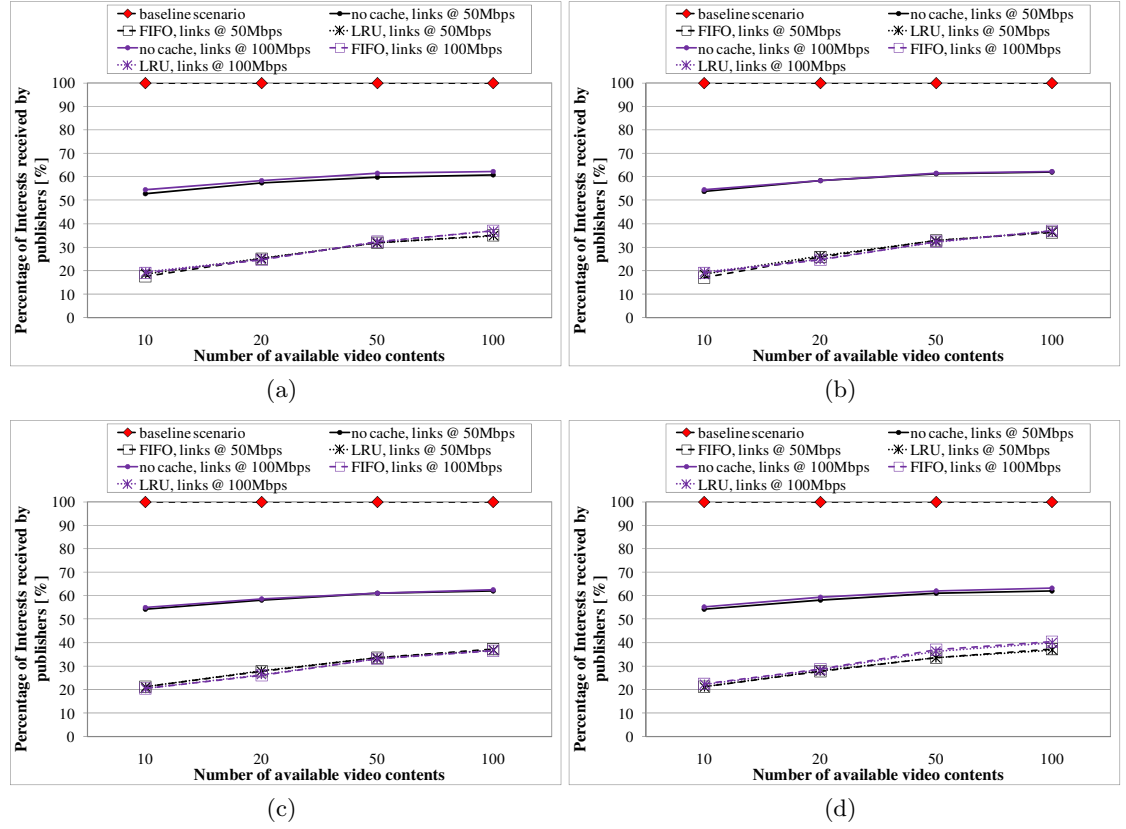 baseline scenario
no cache, links @ 50Mbps
FIFO, links @ 50Mbps
LRU, links @ 50Mbps
no cache, links @ 100Mbps
FIFO, links @ 100Mbps
LRU, links @ 100Mbps
Percentage of Interests received by
publishers [ % ]
100
90
80
70
60
50
40
30
20
10
0
10 20 50 100
Number of available video contents
(a)
baseline scenario
no cache, links @ 50Mbps
FIFO, links @ 50Mbps
LRU, links @ 50Mbps
no cache, links @ 100Mbps
FIFO, links @ 100Mbps
LRU, links @ 100Mbps
Percentage of Interests received by
publishers [ % ]
100
90
80
70
60
50
40
30
20
10
0
10 20 50 100
Number of available video contents
(b)
baseline scenario
no cache, links @ 50Mbps
FIFO, links @ 50Mbps
LRU, links @ 50Mbps
no cache, links @ 100Mbps
FIFO, links @ 100Mbps
LRU, links @ 100Mbps
Percentage of Interests received by
publishers [ % ]
100
90
80
70
60
50
40
30
20
10
0
10 20 50 100
Number of available video contents
(c)
baseline scenario
no cache, links @ 50Mbps
FIFO, links @ 50Mbps
LRU, links @ 50Mbps
no cache, links @ 100Mbps
FIFO, links @ 100Mbps
LRU, links @ 100Mbps
Percentage of Interests received by
publishers [ % ]
100
90
80
70
60
50
40
30
20
10
0
10 20 50 100
Number of available video contents
(d)